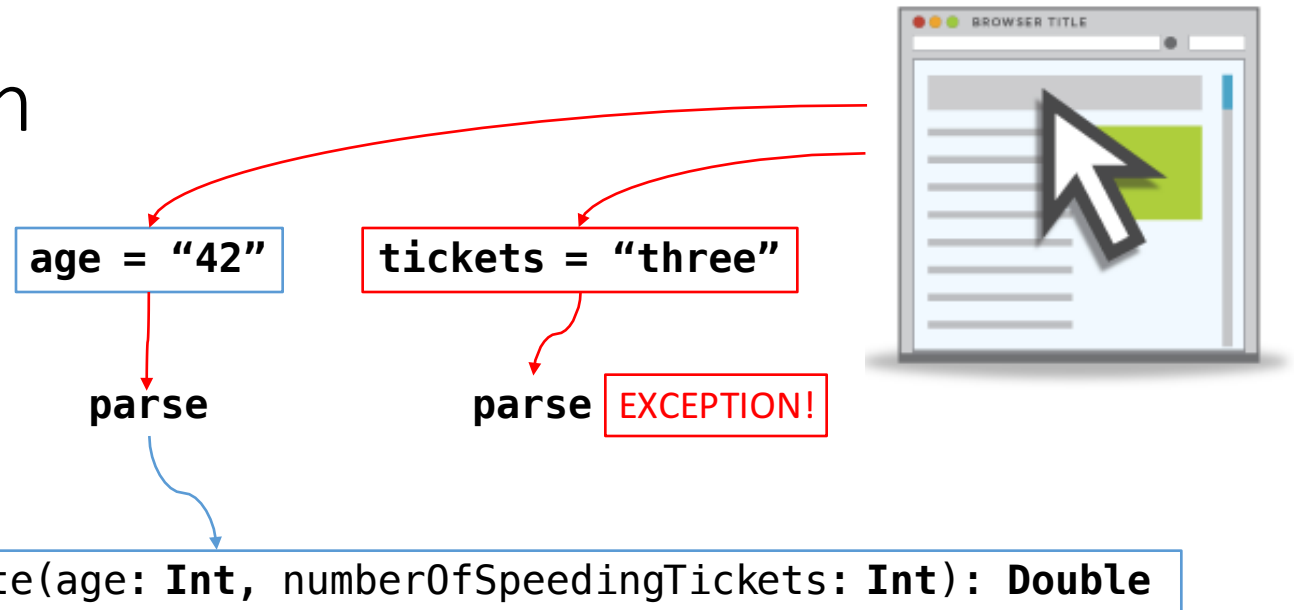 BROWSER TITLE
n
age = “42”
tickets = “three”
parse
parse
EXCEPTION!
te(age: Int, numberOfSpeedingTickets: Int): Double